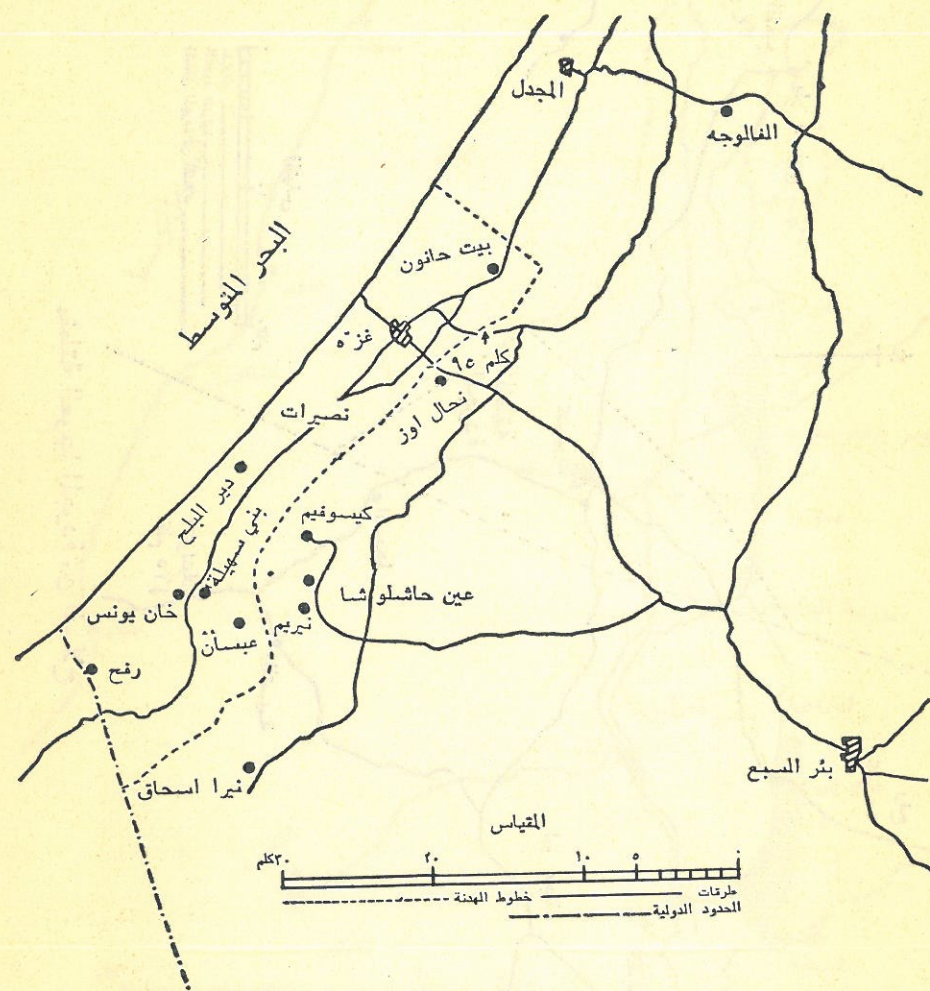 المجدل
الفالوجه
البحر المتوسط
بيت حانون
غزه
كلم ٩٥
نحال اوز
نصيرات
دير البلح
بني سهيلة
كيسوفيم
عين حاشلوشا
نيريم
خان يونس
عبسان
رفح
نيرا اسحاق
بئر السبع
المقياس
٣٠كلم ٢٠ ١٠ ٥ ٠
طرقات خطوط الهدنة
الحدود الدولية